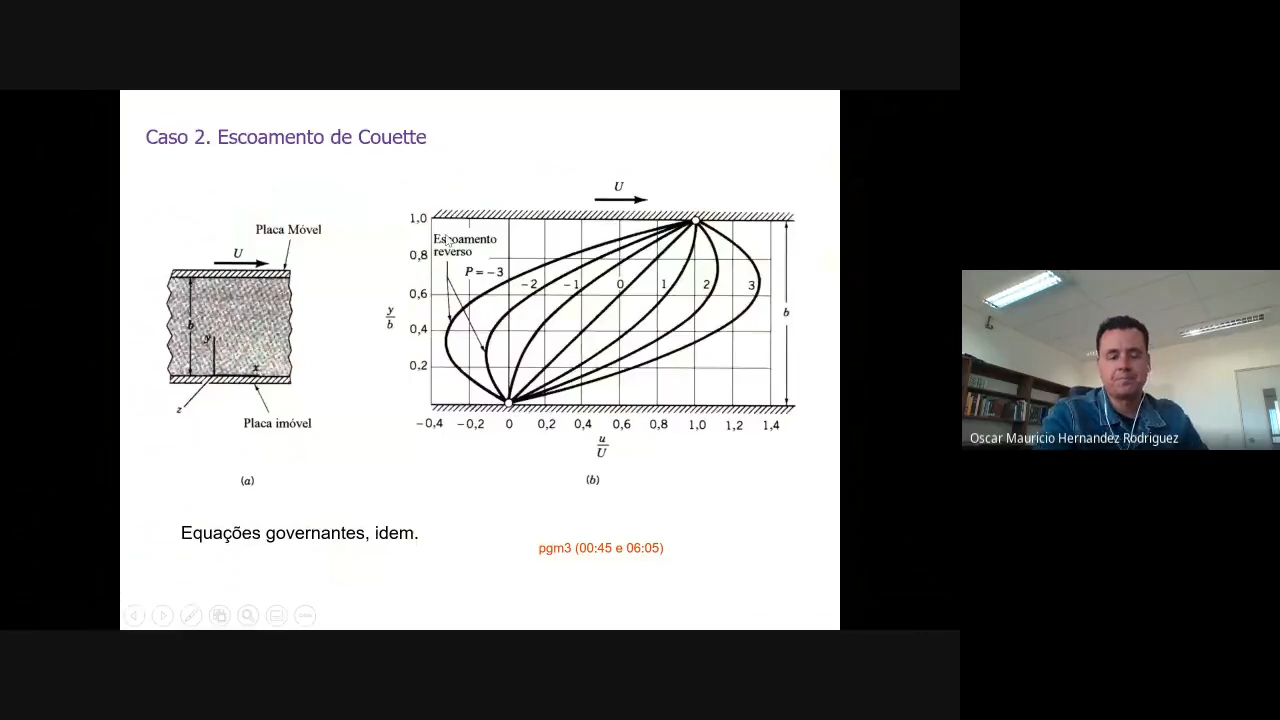 Caso 2. Escoamento de Couette
Placa Móvel
U
b
y
x
z
Placa imóvel
(a)
U
1,0
0,8
0,6
0,4
0,2
y
b
Escoamento
reverso
P = −3
−2
−1
0
1
2
3
b
−0,4 −0,2 0 0,2 0,4 0,6 0,8 1,0 1,2 1,4
u
U
(b)
Equações governantes, idem.
pgm3 (00:45 e 06:05)
Oscar Mauricio Hernandez Rodriguez